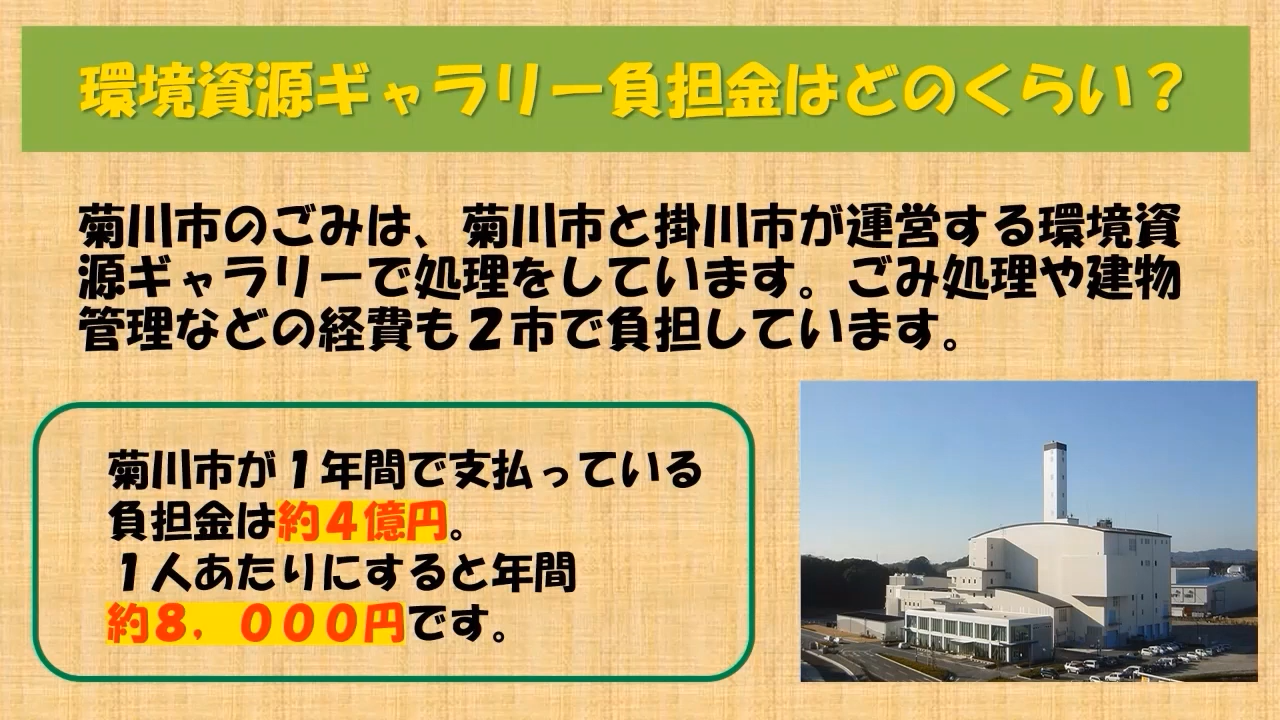 環境資源ギャラリー負担金はどのくらい？
菊川市のごみは、菊川市と掛川市が運営する環境資
源ギャラリーで処理をしています。ごみ処理や建物
管理などの経費も２市で負担しています。
菊川市が１年間で支払っている
負担金は約４億円。
１人あたりにすると年間
約８，０００円です。